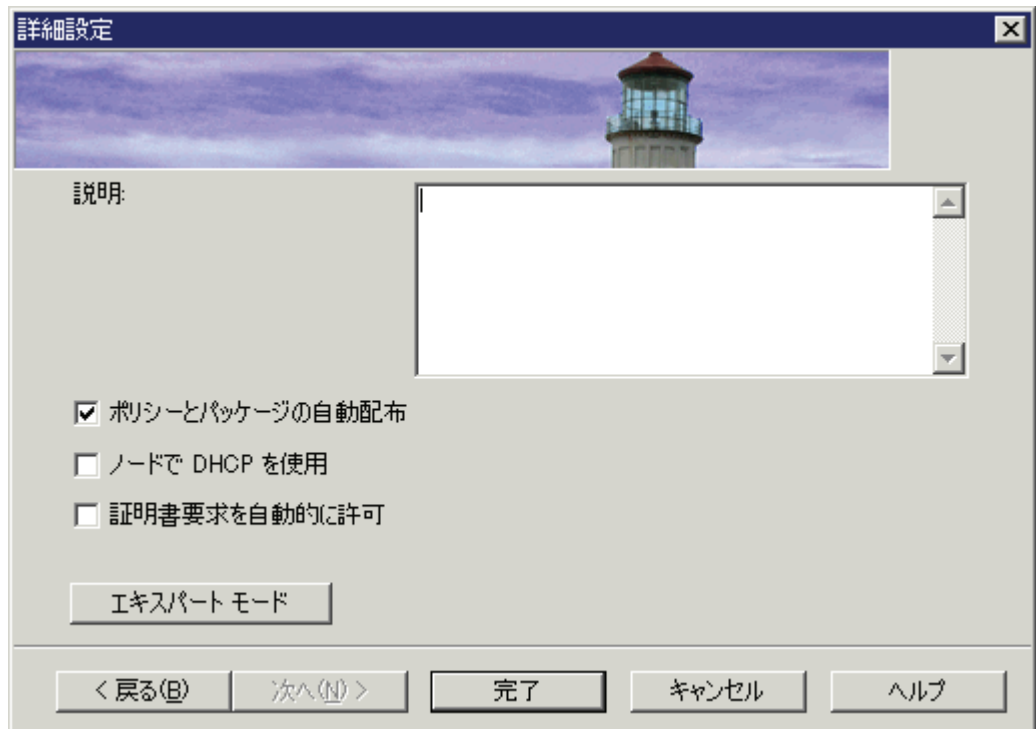 詳細設定
説明:
ポリシーとパッケージの自動配布
ノードで DHCP を使用
証明書要求を自動的に許可
エキスパート モード
< 戻る(B) 次へ(N) > 完了 キャンセル ヘルプ